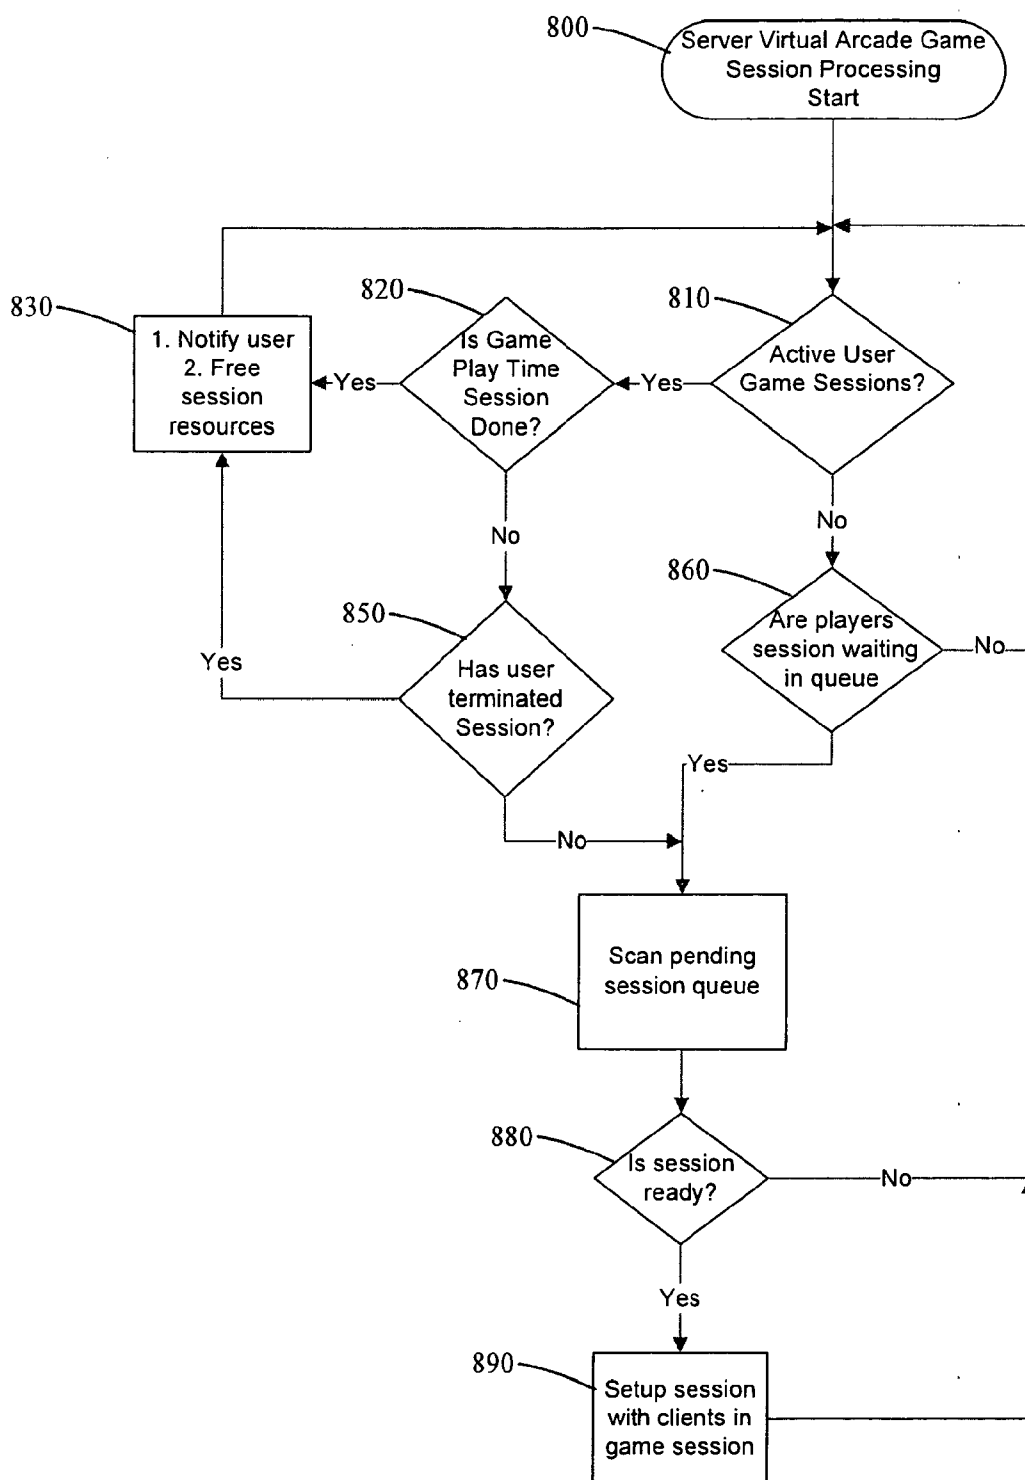 800
Server Virtual Arcade Game
Session Processing
Start
830
1. Notify user
2. Free
session
resources
820
Is Game
Play Time
Session
Done?
Yes
810
Active User
Game Sessions?
Yes
No
No
860
Are players
session waiting
in queue
No
850
Has user
terminated
Session?
Yes
Yes
No
870
Scan pending
session queue
880
Is session
ready?
No
Yes
890
Setup session
with clients in
game session